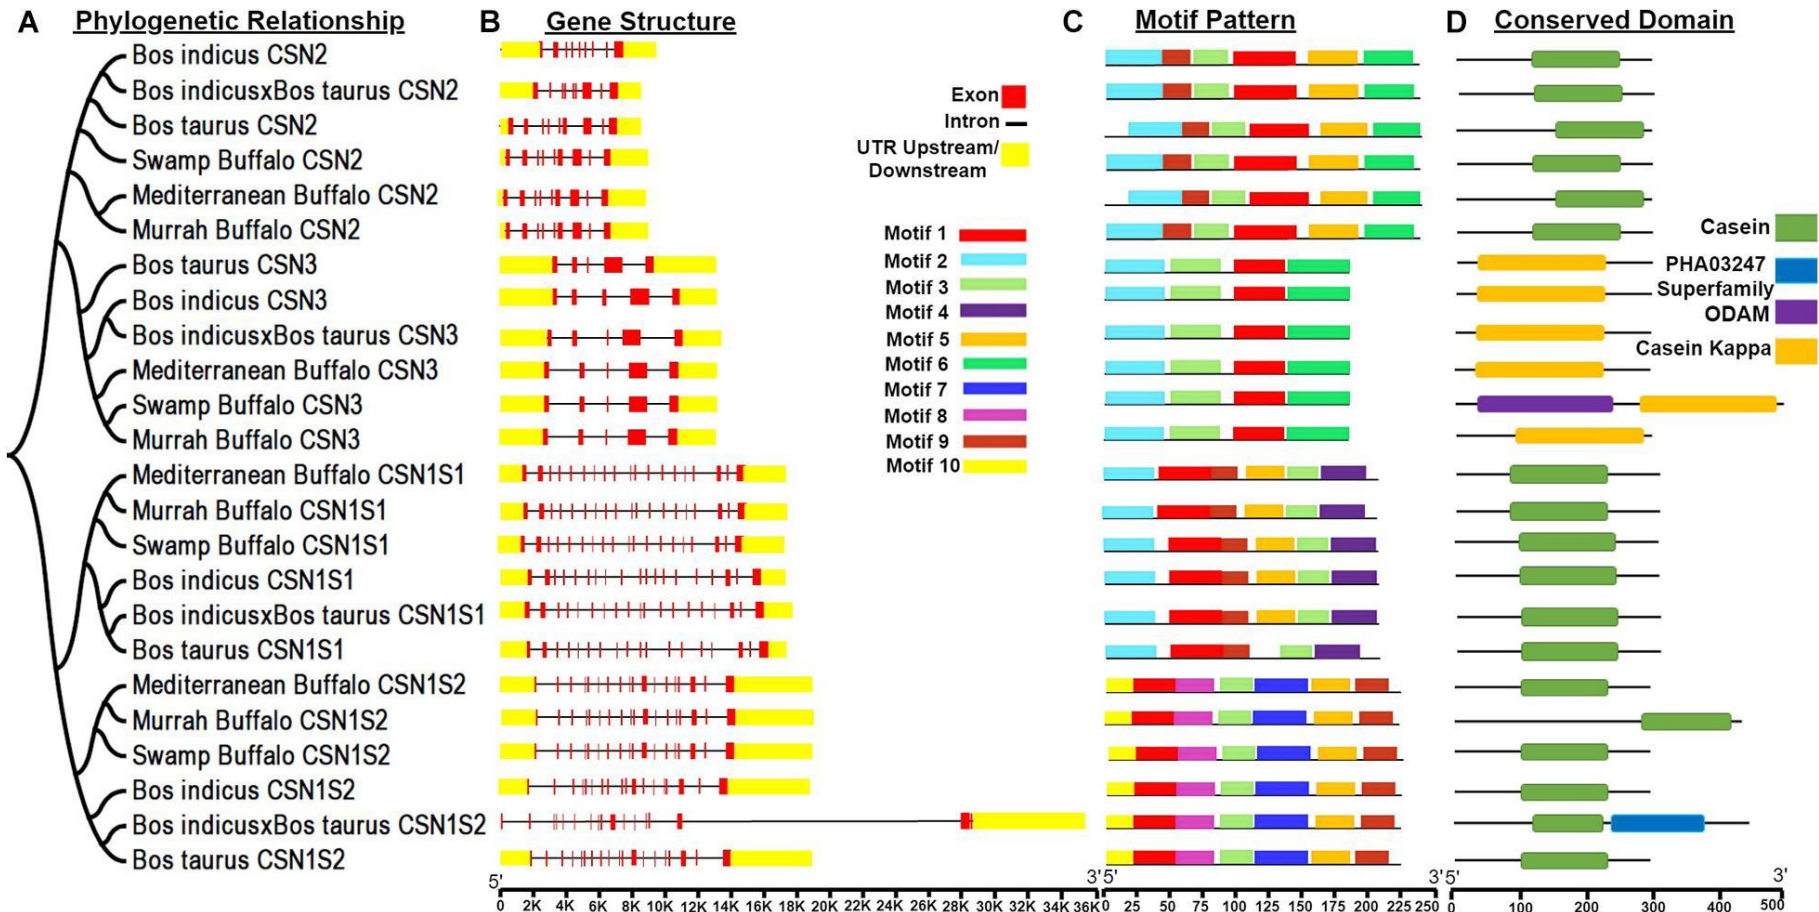 A Phylogenetic Relationship
B Gene Structure
C Motif Pattern
D Conserved Domain
Bos indicus CSN2
Bos indicusxBos taurus CSN2
Bos taurus CSN2
Swamp Buffalo CSN2
Mediterranean Buffalo CSN2
Murrah Buffalo CSN2
Bos taurus CSN3
Bos indicus CSN3
Bos indicusxBos taurus CSN3
Mediterranean Buffalo CSN3
Swamp Buffalo CSN3
Murrah Buffalo CSN3
Mediterranean Buffalo CSN1S1
Murrah Buffalo CSN1S1
Swamp Buffalo CSN1S1
Bos indicus CSN1S1
Bos indicusxBos taurus CSN1S1
Bos taurus CSN1S1
Mediterranean Buffalo CSN1S2
Murrah Buffalo CSN1S2
Swamp Buffalo CSN1S2
Bos indicus CSN1S2
Bos indicusxBos taurus CSN1S2
Bos taurus CSN1S2
Exon
Intron
UTR Upstream/
Downstream
Motif 1
Motif 2
Motif 3
Motif 4
Motif 5
Motif 6
Motif 7
Motif 8
Motif 9
Motif 10
Casein
PHA03247
Superfamily
ODAM
Casein Kappa
5' 3'
0 2K 4K 6K 8K 10K 12K 14K 16K 18K 20K 22K 24K 26K 28K 30K 32K 34K 36K
5' 3'
0 25 50 75 100 125 150 175 200 225 250
5' 3'
0 100 200 300 400 500